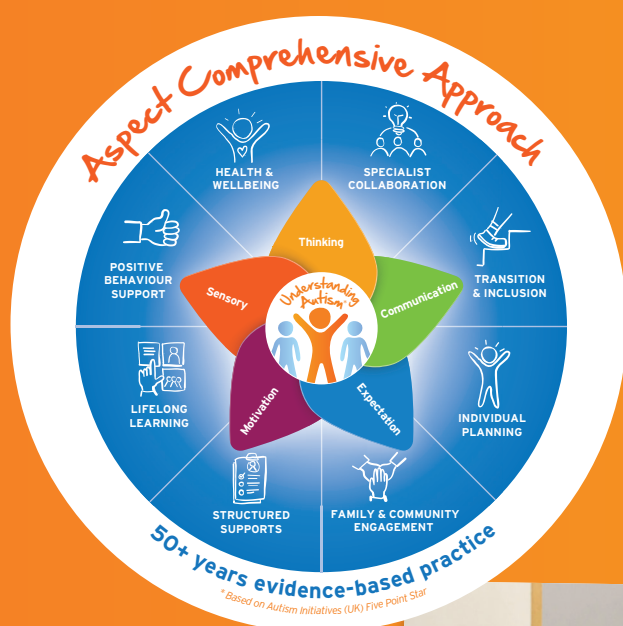 Aspect Comprehensive Approach
HEALTH &
WELLBEING
SPECIALIST
COLLABORATION
POSITIVE
BEHAVIOUR
SUPPORT
TRANSITION
& INCLUSION
LIFELONG
LEARNING
INDIVIDUAL
PLANNING
STRUCTURED
SUPPORTS
FAMILY & COMMUNITY
ENGAGEMENT
Thinking
Sensory
Communication
Motivation
Expectation
Understanding
Autism*
50+ years evidence-based practice
* Based on Autism Initiatives (UK) Five Point Star